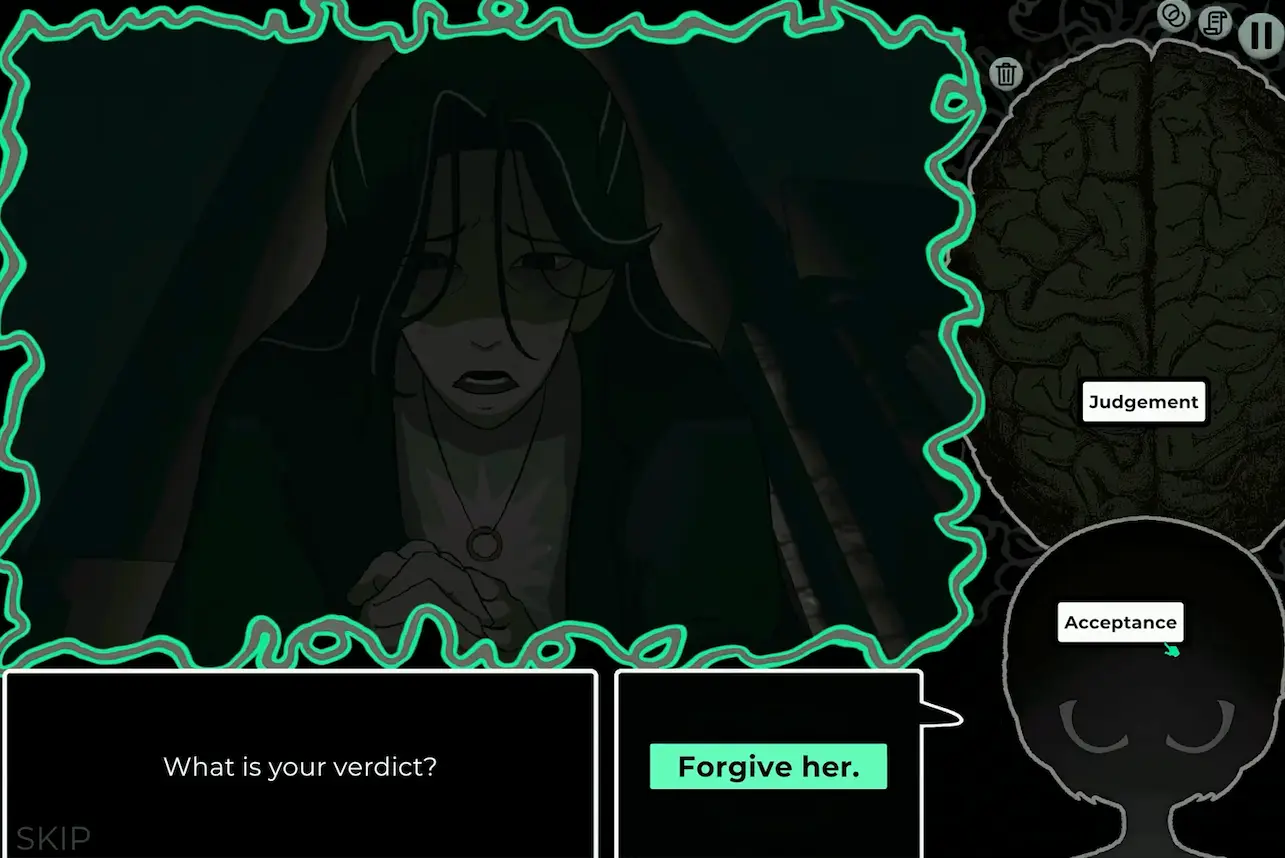 Judgement
Acceptance
What is your verdict?
Forgive her.
SKIP